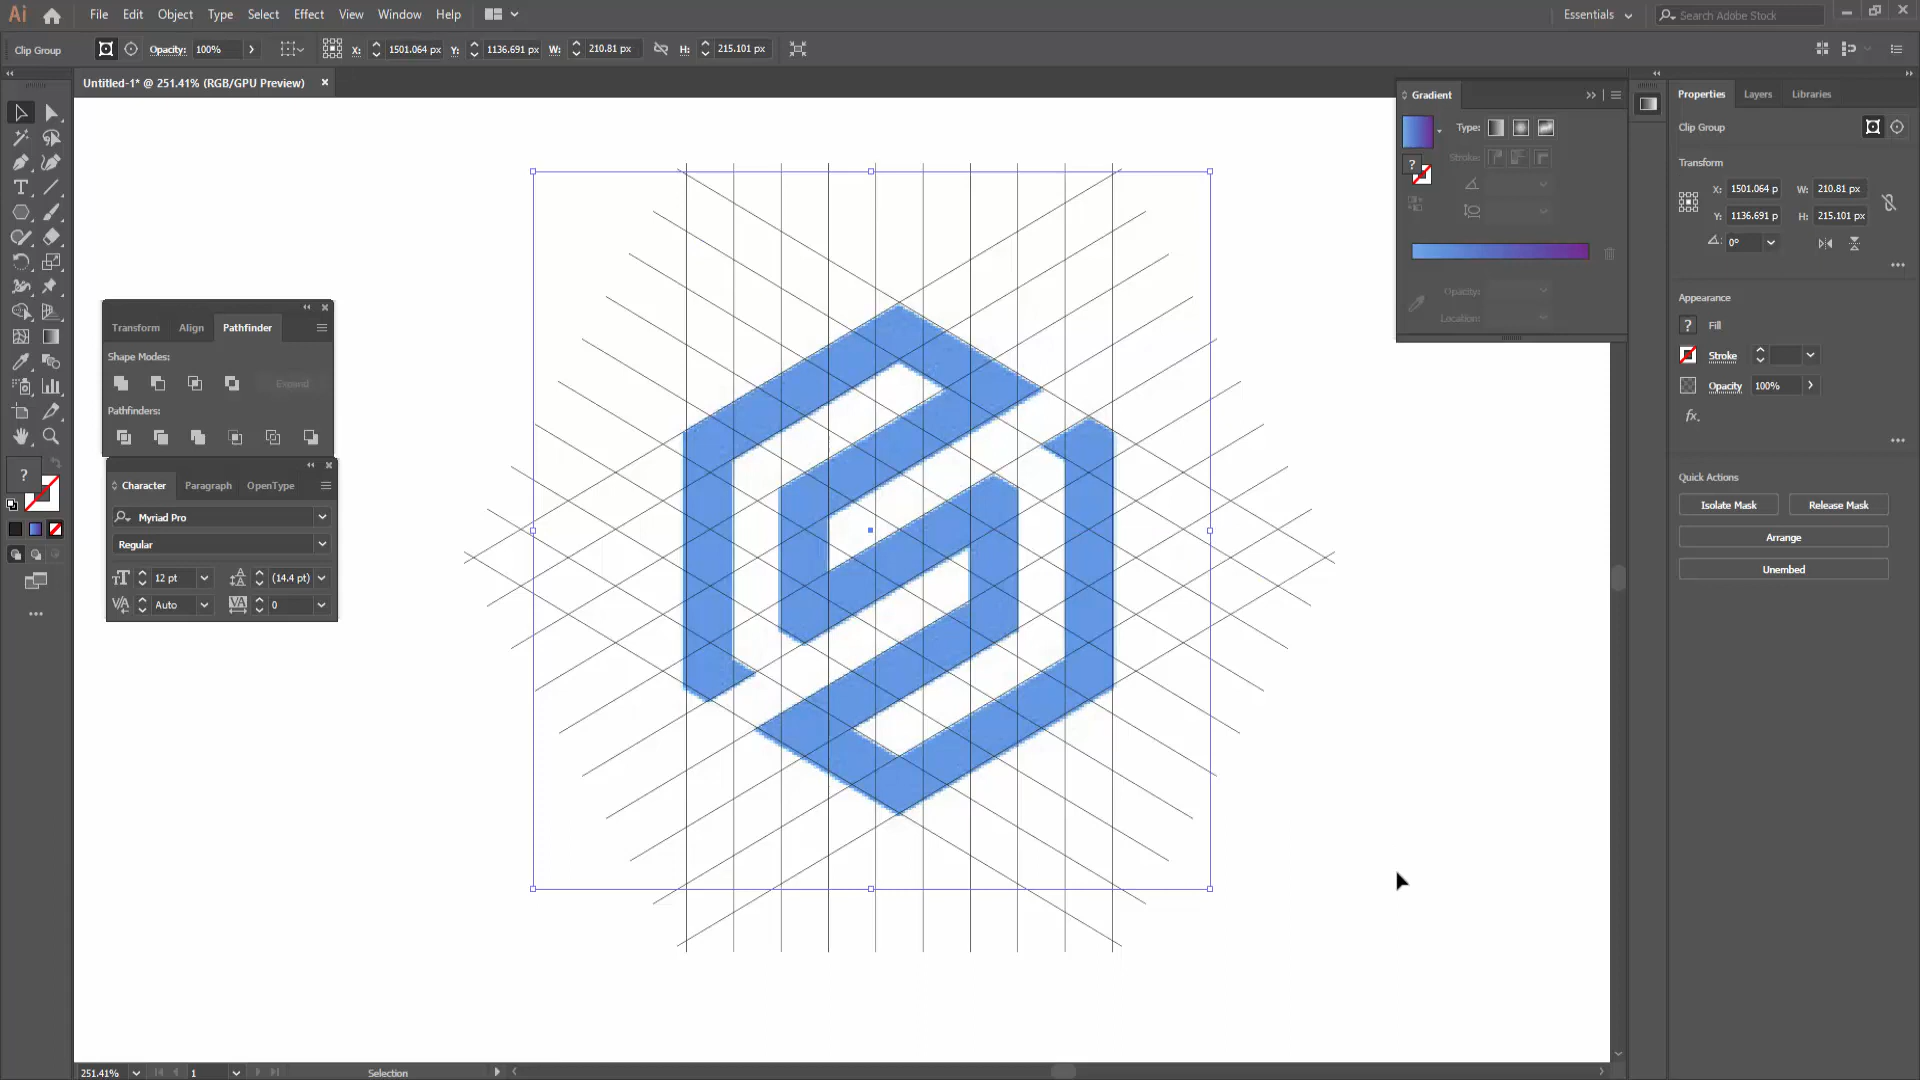 Ai File Edit Object Type Select Effect View Window Help Essentials Search Adobe Stock
Clip Group Opacity: 100% X: 1501.064 px Y: 1136.691 px W: 210.81 px H: 215.101 px
Untitled-1* @ 251.41% (RGB/GPU Preview)
Gradient
Type:
Stroke:
?
Opacity:
Location:
Properties Layers Libraries
Clip Group
Transform
X: 1501.064 p W: 210.81 px
Y: 1136.691 p H: 215.101 px
0°
Appearance
? Fill
Stroke
Opacity 100%
fx.
Quick Actions
Isolate Mask Release Mask
Arrange
Unembed
Transform Align Pathfinder
Shape Modes:
Expand
Pathfinders:
Character Paragraph OpenType
Myriad Pro
Regular
12 pt (14.4 pt)
Auto 0
?
251.41% 1 Selection